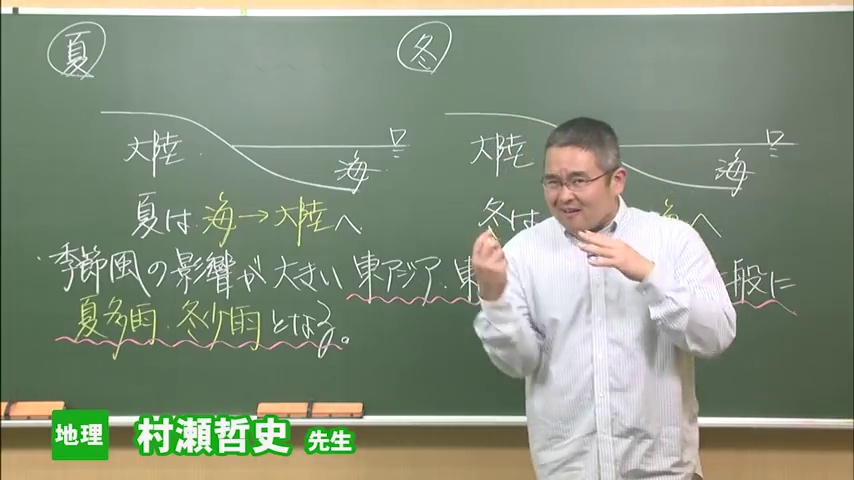 夏
冬
大陸
海
大陸
海
夏は 海→大陸へ
冬は 海へ
・季節風の影響が大きい東アジア・東 般に
夏多雨・冬少雨となる。
地理 村瀬哲史 先生